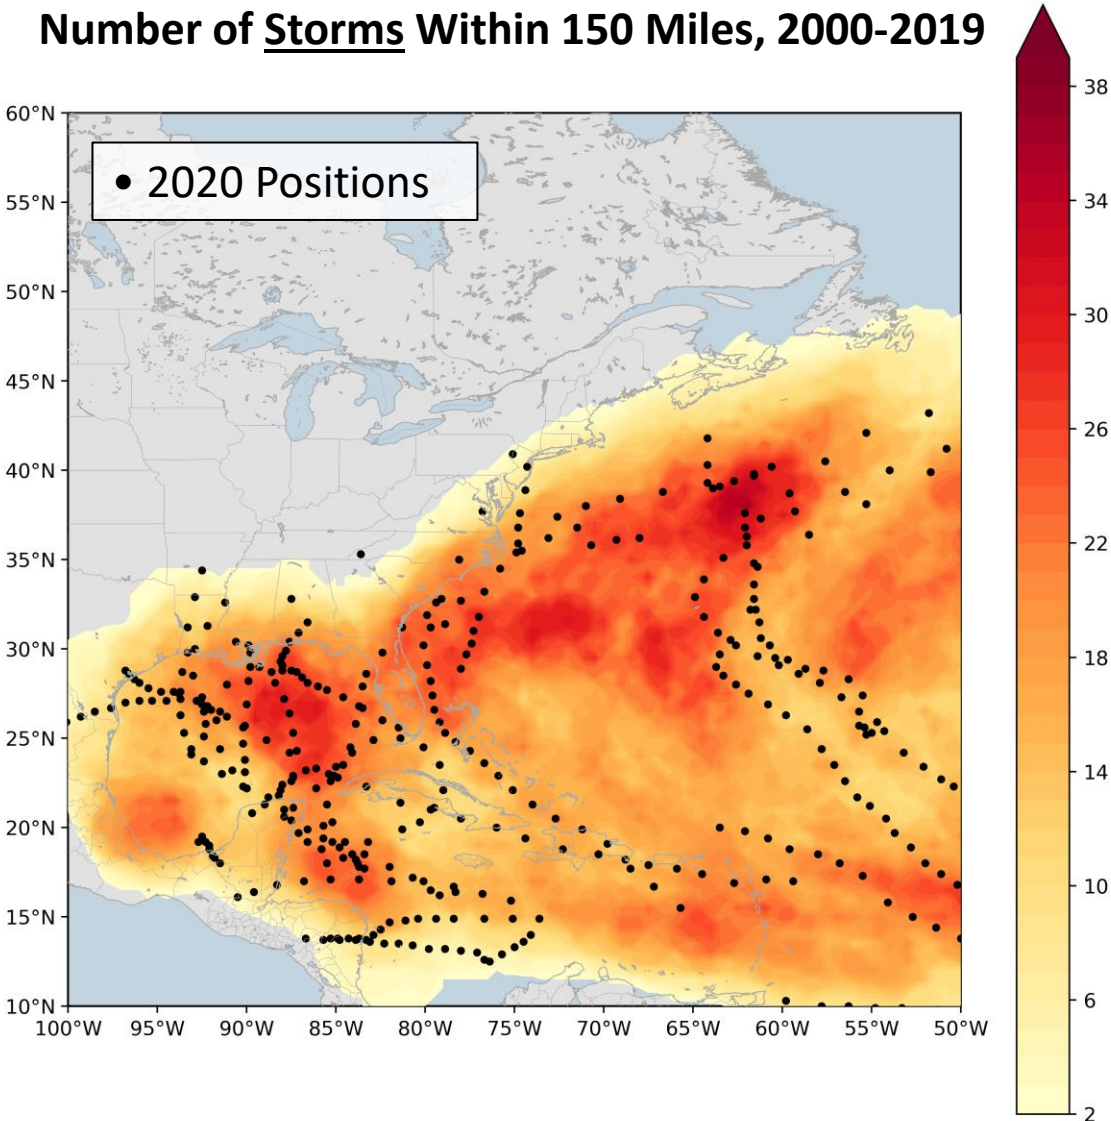 Number of Storms Within 150 Miles, 2000-2019
• 2020 Positions
60°N
55°N
50°N
45°N
40°N
35°N
30°N
25°N
20°N
15°N
10°N
100°W 95°W 90°W 85°W 80°W 75°W 70°W 65°W 60°W 55°W 50°W
38
34
30
26
22
18
14
10
6
2